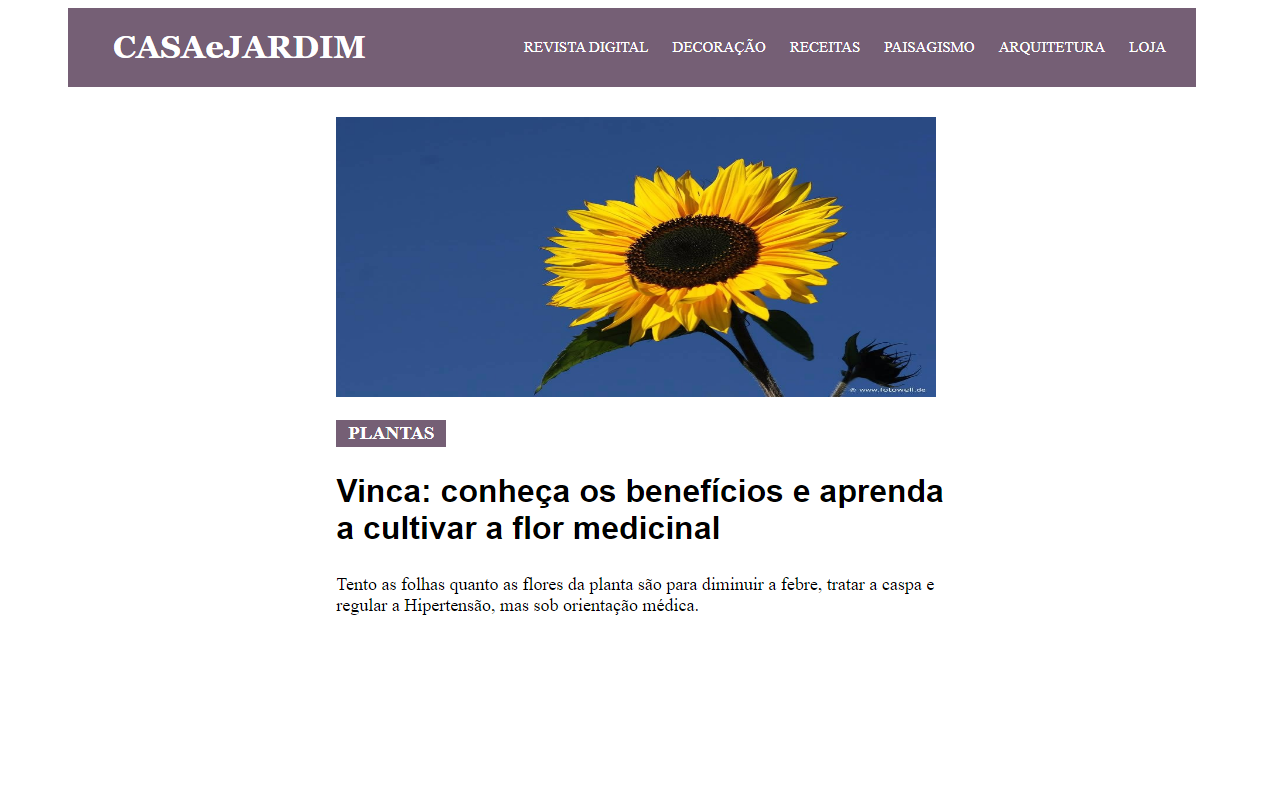 CASAeJARDIM
REVISTA DIGITAL DECORAÇÃO RECEITAS PAISAGISMO ARQUITETURA LOJA
© www.fotowell.de
PLANTAS
Vinca: conheça os benefícios e aprenda
a cultivar a flor medicinal
Tento as folhas quanto as flores da planta são para diminuir a febre, tratar a caspa e
regular a Hipertensão, mas sob orientação médica.